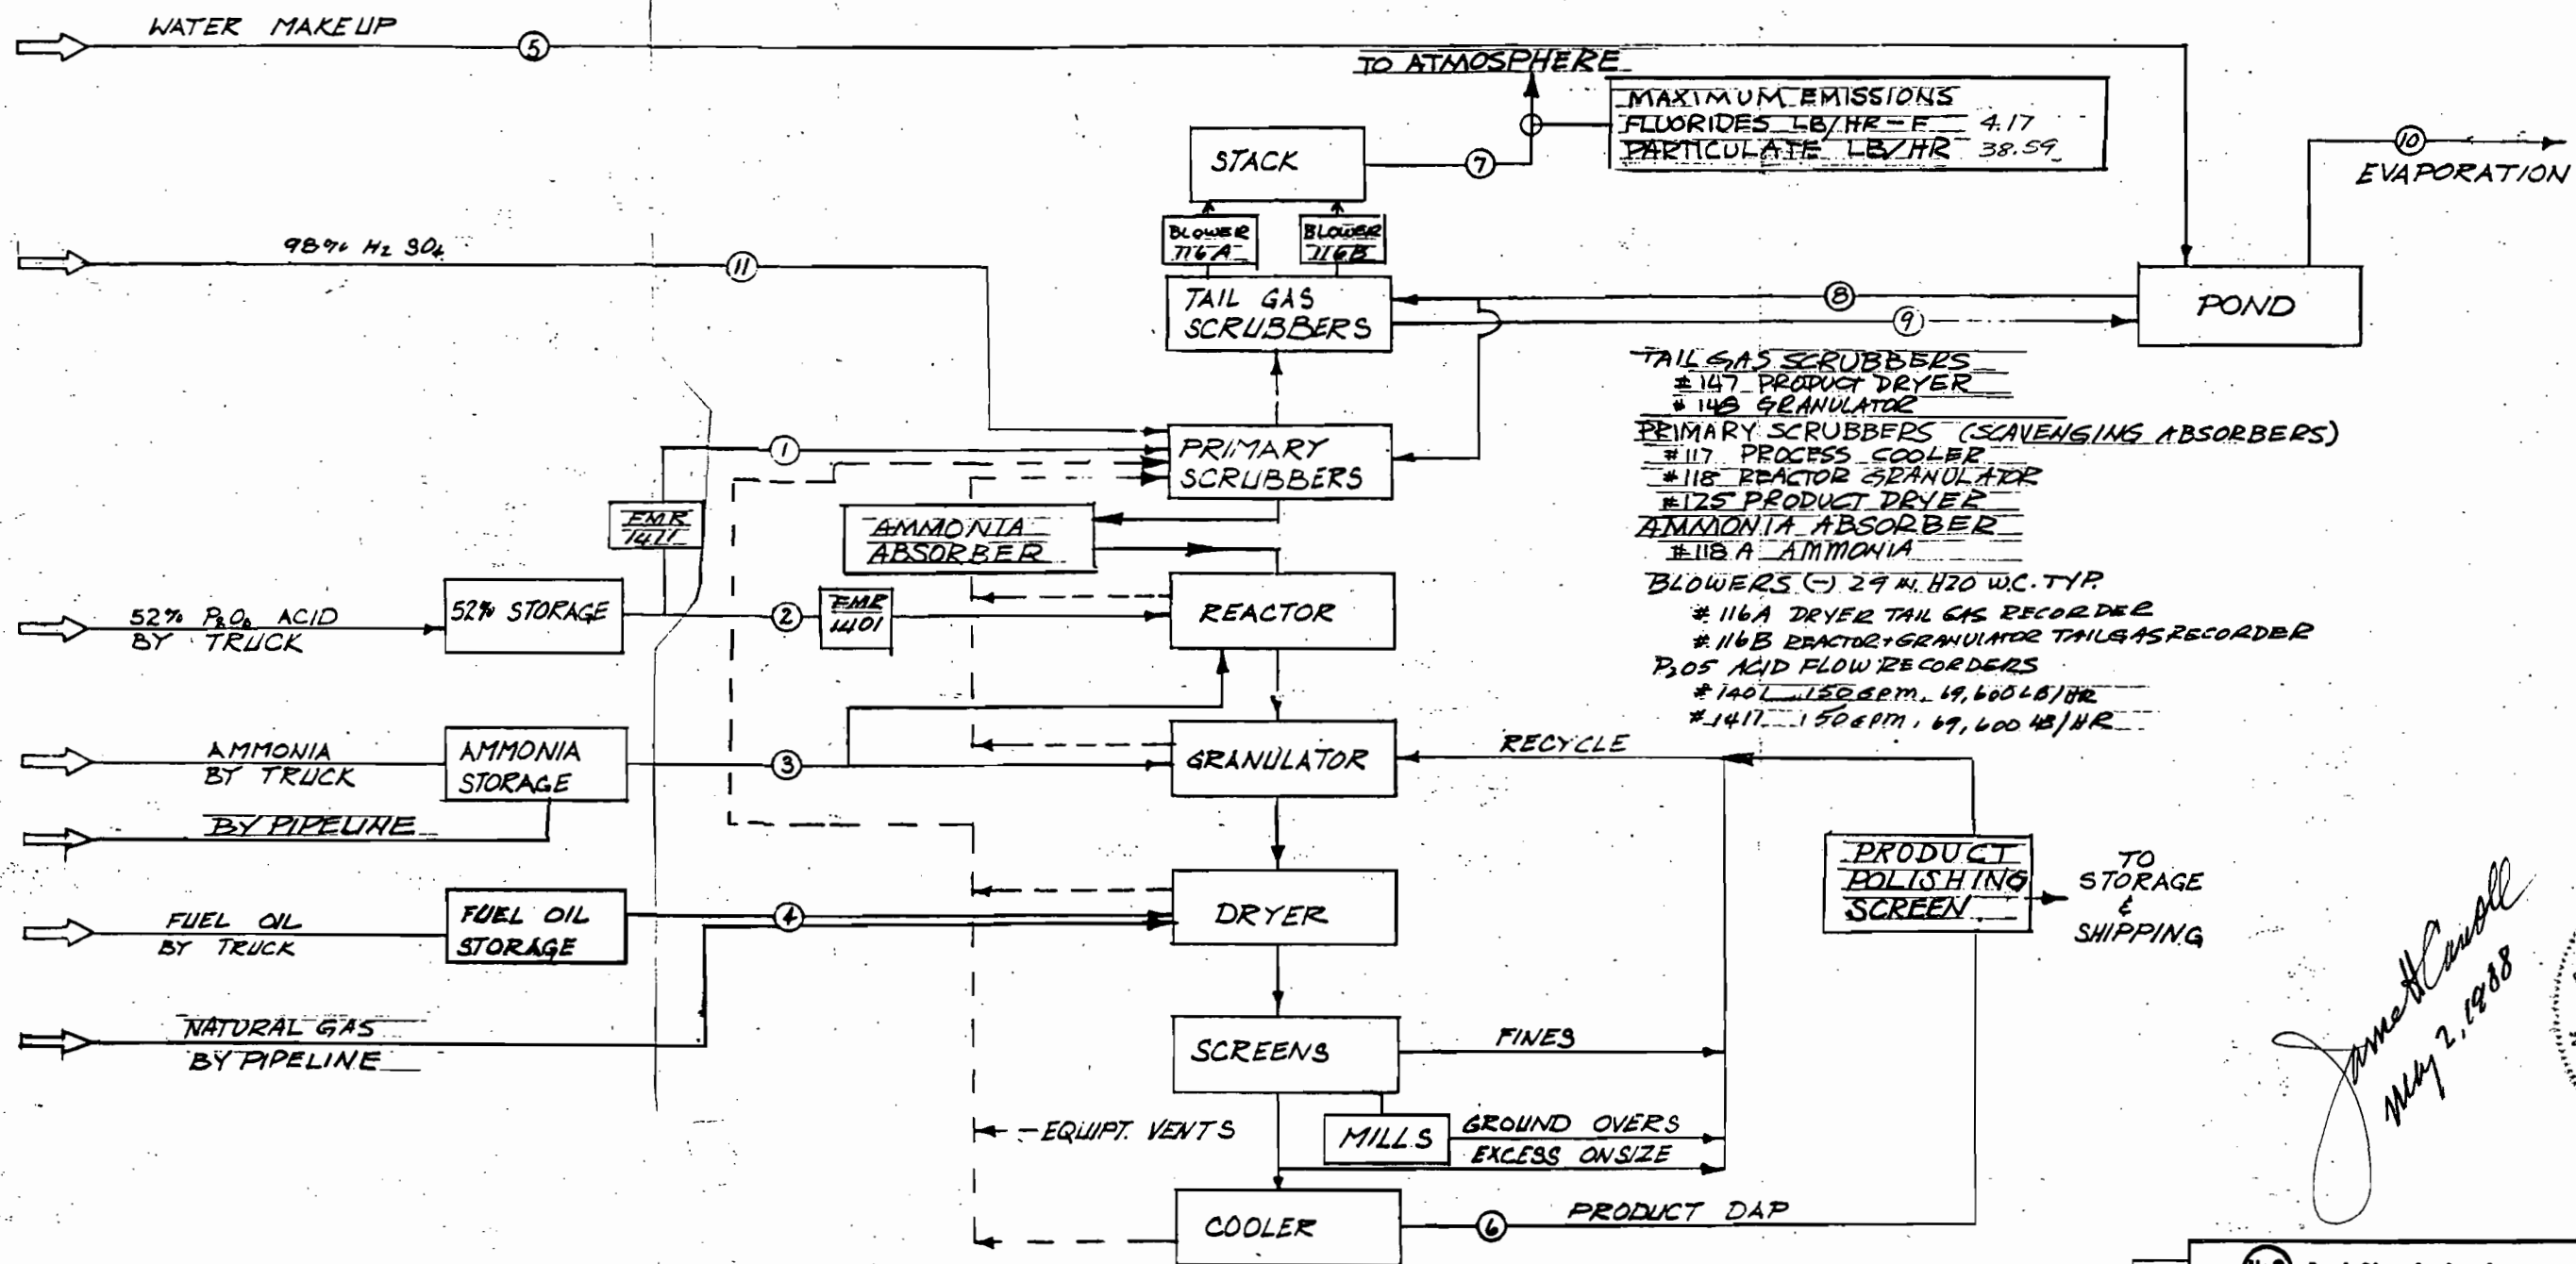 WATER MAKEUP
5
TO ATMOSPHERE
MAXIMUM EMISSIONS
FLUORIDES LB/HR-F 4.17
PARTICULATE LB/HR 38.59
STACK
7
10
EVAPORATION
BLOWER
116A
BLOWER
116B
98% H2 SO4
11
TAIL GAS
SCRUBBERS
8
9
POND
TAIL GAS SCRUBBERS
#147 PRODUCT DRYER
#148 GRANULATOR
PRIMARY SCRUBBERS (SCAVENGING ABSORBERS)
#117 PROCESS COOLER
#118 REACTOR GRANULATOR
#125 PRODUCT DRYER
AMMONIA ABSORBER
#118 A AMMONIA
BLOWERS (-) 29 IN. H2O W.C. TYP.
#116A DRYER TAIL GAS RECORDER
#116B REACTOR+GRANULATOR TAILGAS RECORDER
P2O5 ACID FLOW RECORDERS
#1401 150 GPM, 69,600 LB/HR
#1417 150 GPM, 69,600 LB/HR
1
PRIMARY
SCRUBBERS
FMR
1411
AMMONIA
ABSORBER
52% P2O5 ACID
BY TRUCK
52% STORAGE
2
FMR
1401
REACTOR
AMMONIA
BY TRUCK
AMMONIA
STORAGE
3
GRANULATOR
RECYCLE
BY PIPELINE
PRODUCT
POLISHING
SCREEN
TO
STORAGE
&
SHIPPING
FUEL OIL
BY TRUCK
FUEL OIL
STORAGE
4
DRYER
NATURAL GAS
BY PIPELINE
SCREENS
FINES
EQUIPT. VENTS
MILLS
GROUND OVERS
EXCESS ONSIZE
COOLER
6
PRODUCT DAP
May 2, 1988